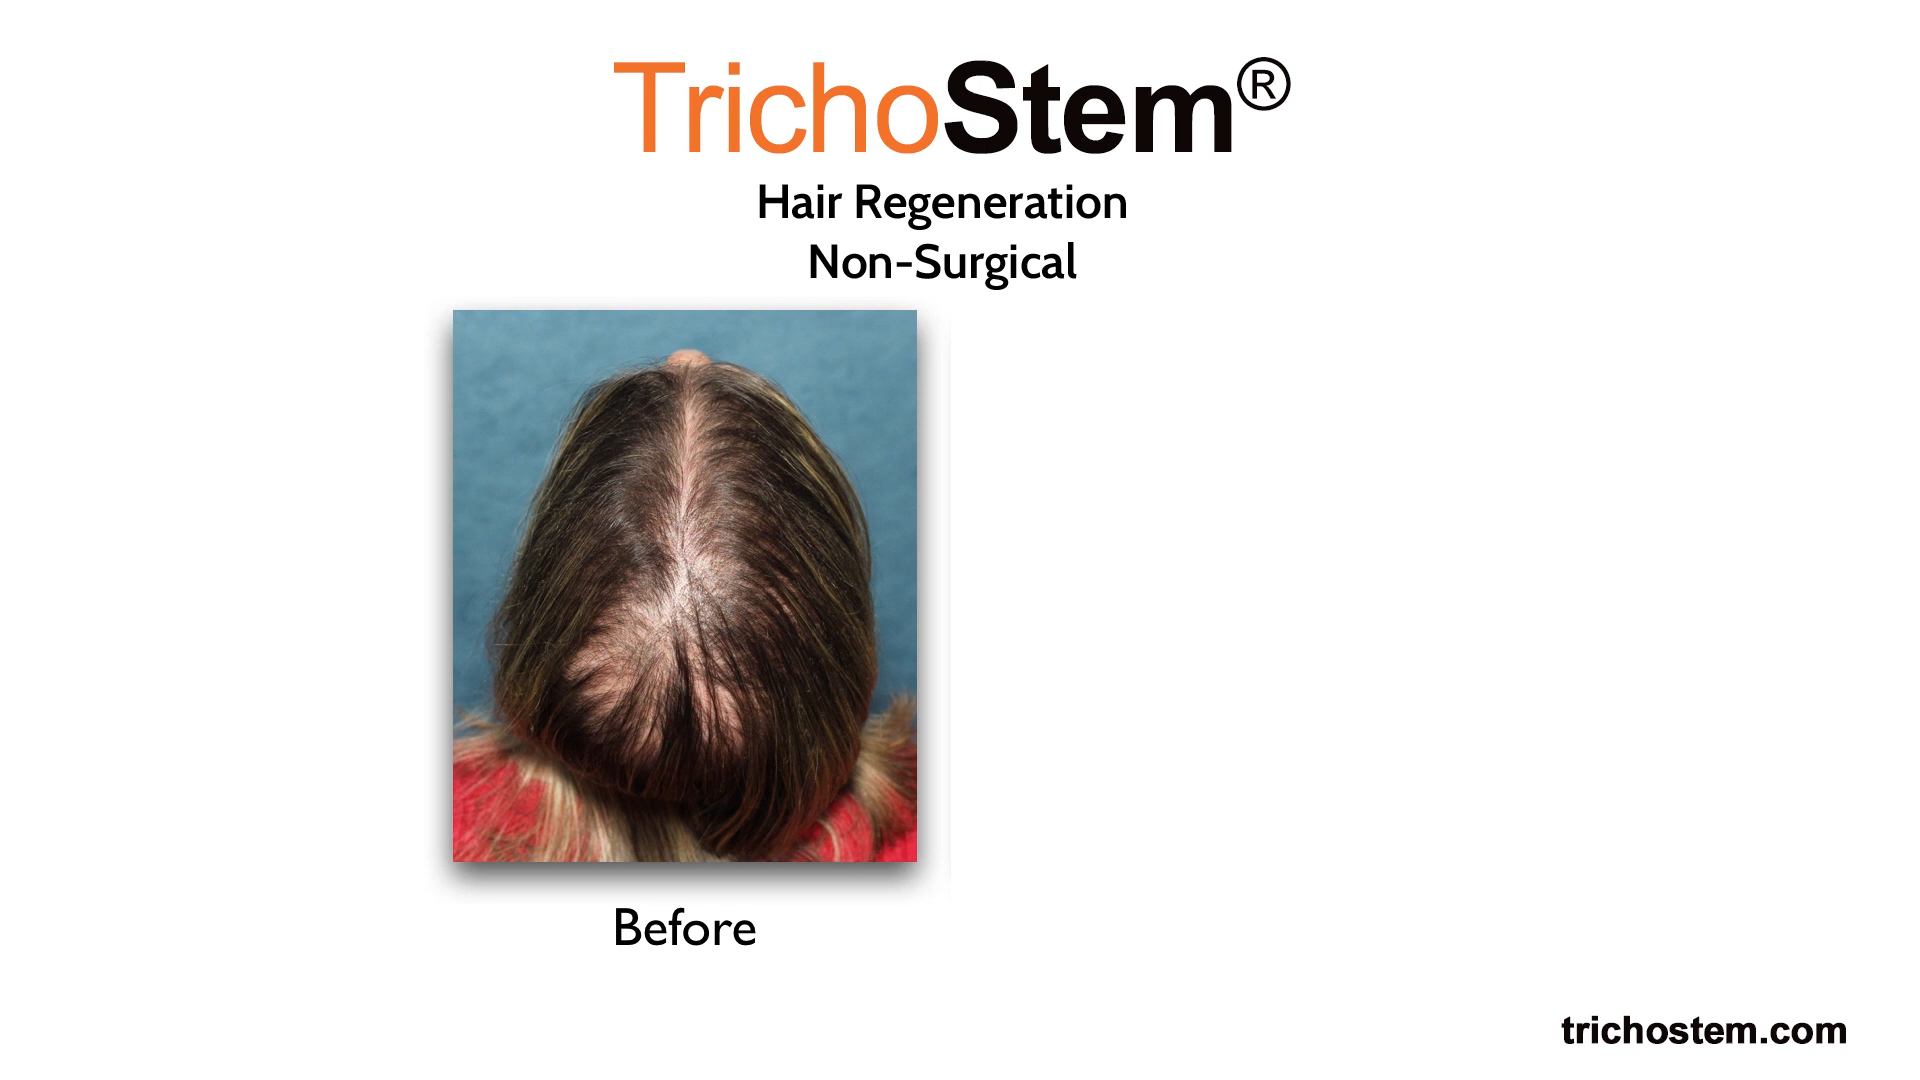 TrichoStem®
Hair Regeneration
Non-Surgical
Before
trichostem.com